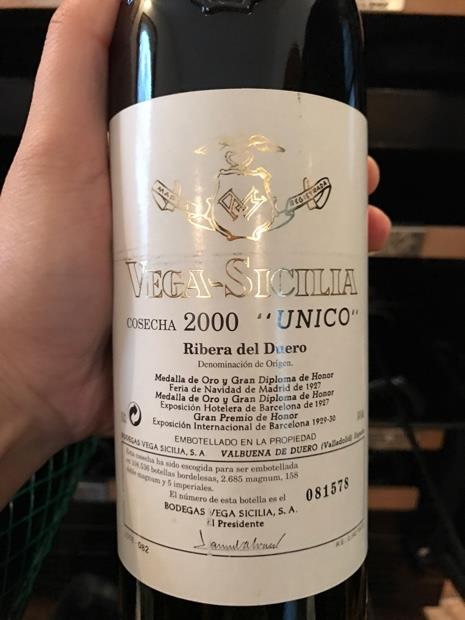 MARCA REGISTRADA
VEGA-SICILIA
COSECHA 2000 "UNICO"
Ribera del Duero
Denominación de Origen.
Medalla de Oro y Gran Diploma de Honor
Feria de Navidad de Madrid de 1927
Medalla de Oro y Gran Diploma de Honor
Exposición Hotelera de Barcelona de 1927
Gran Premio de Honor
Exposición Internacional de Barcelona 1929-30
EMBOTELLADO EN LA PROPIEDAD
BODEGAS VEGA SICILIA, S. A VALBUENA DE DUERO (Valladolid) España
Esta cosecha ha sido escogida para ser embotellada
en botellas bordelesas, 2.685 magnum, 158
doble magnum y 5 imperiales.
El número de esta botella es el 081578
BODEGAS VEGA SICILIA, S. A.
El Presidente